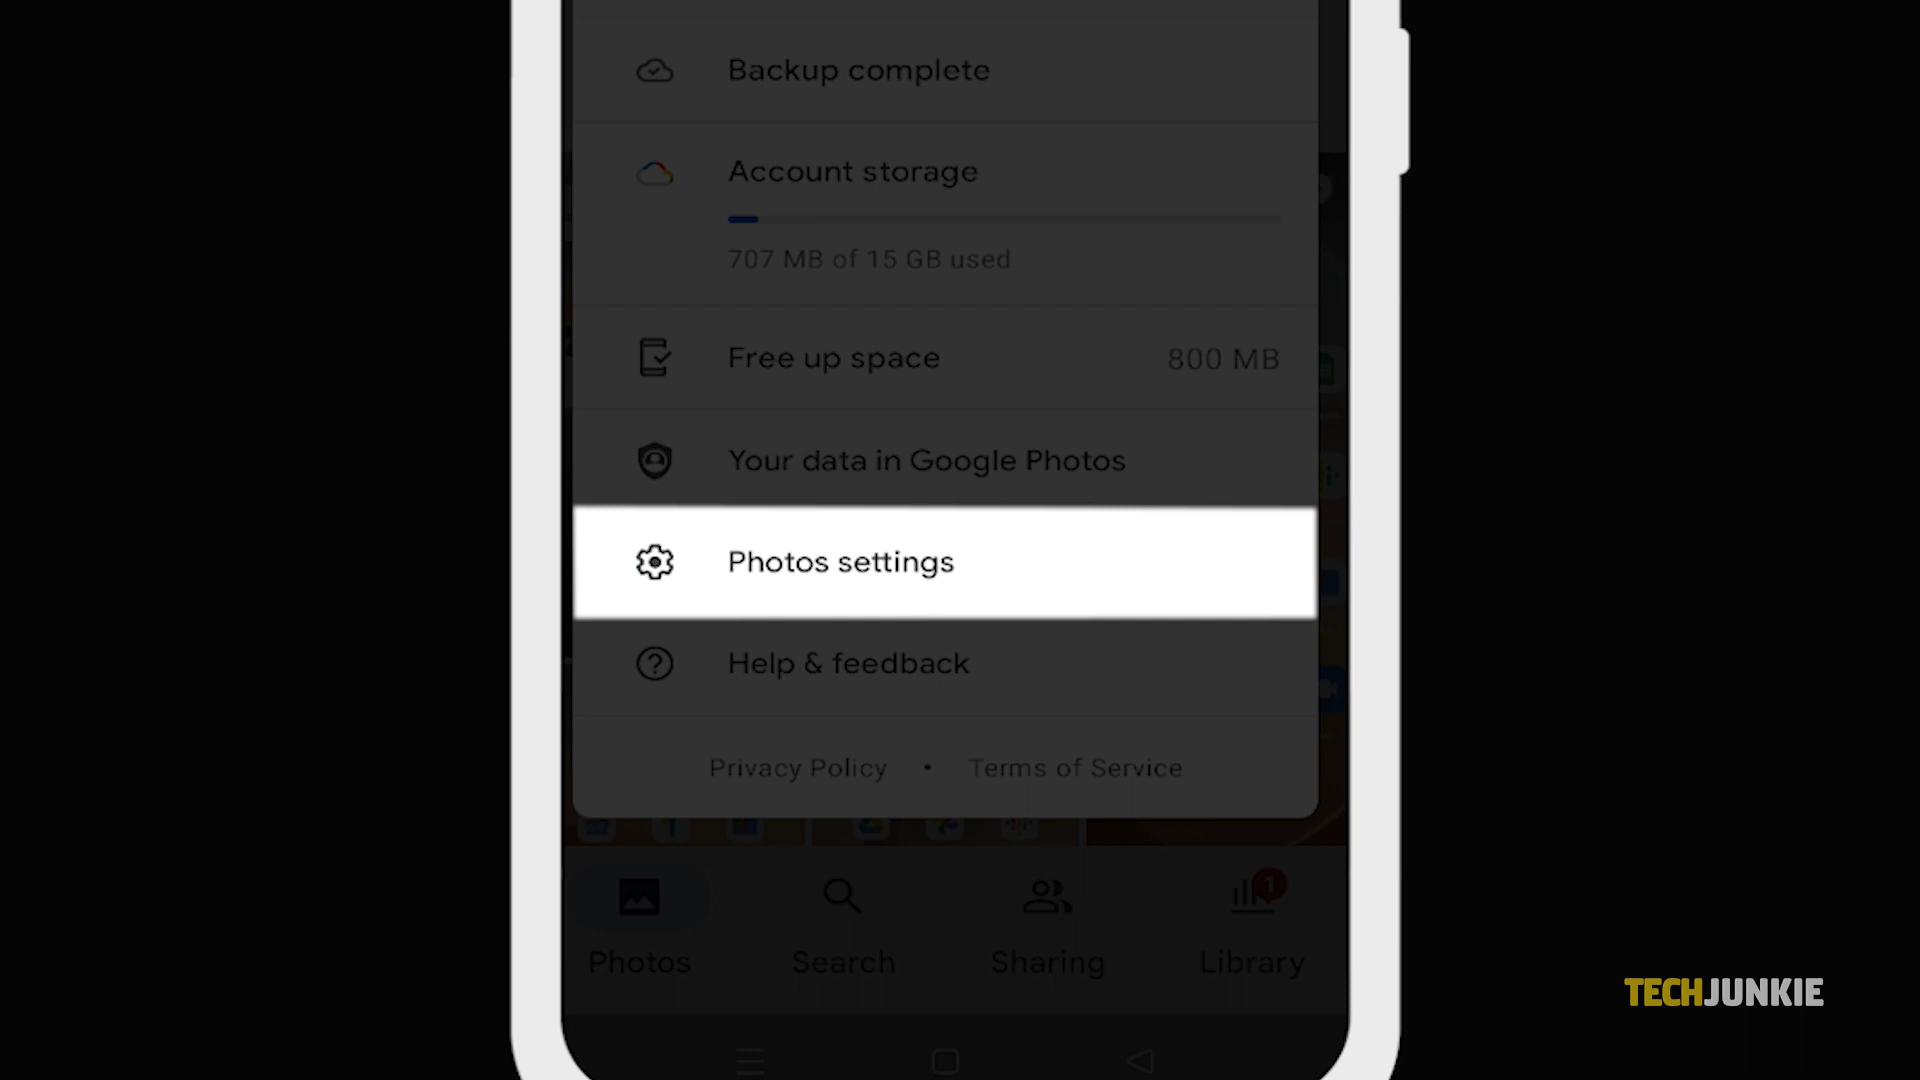 Backup complete
Account storage
707 MB of 15 GB used
Free up space 800 MB
Your data in Google Photos
Photos settings
Help & feedback
Privacy Policy • Terms of Service
1
Photos Search Sharing Library
TECHJUNKIE